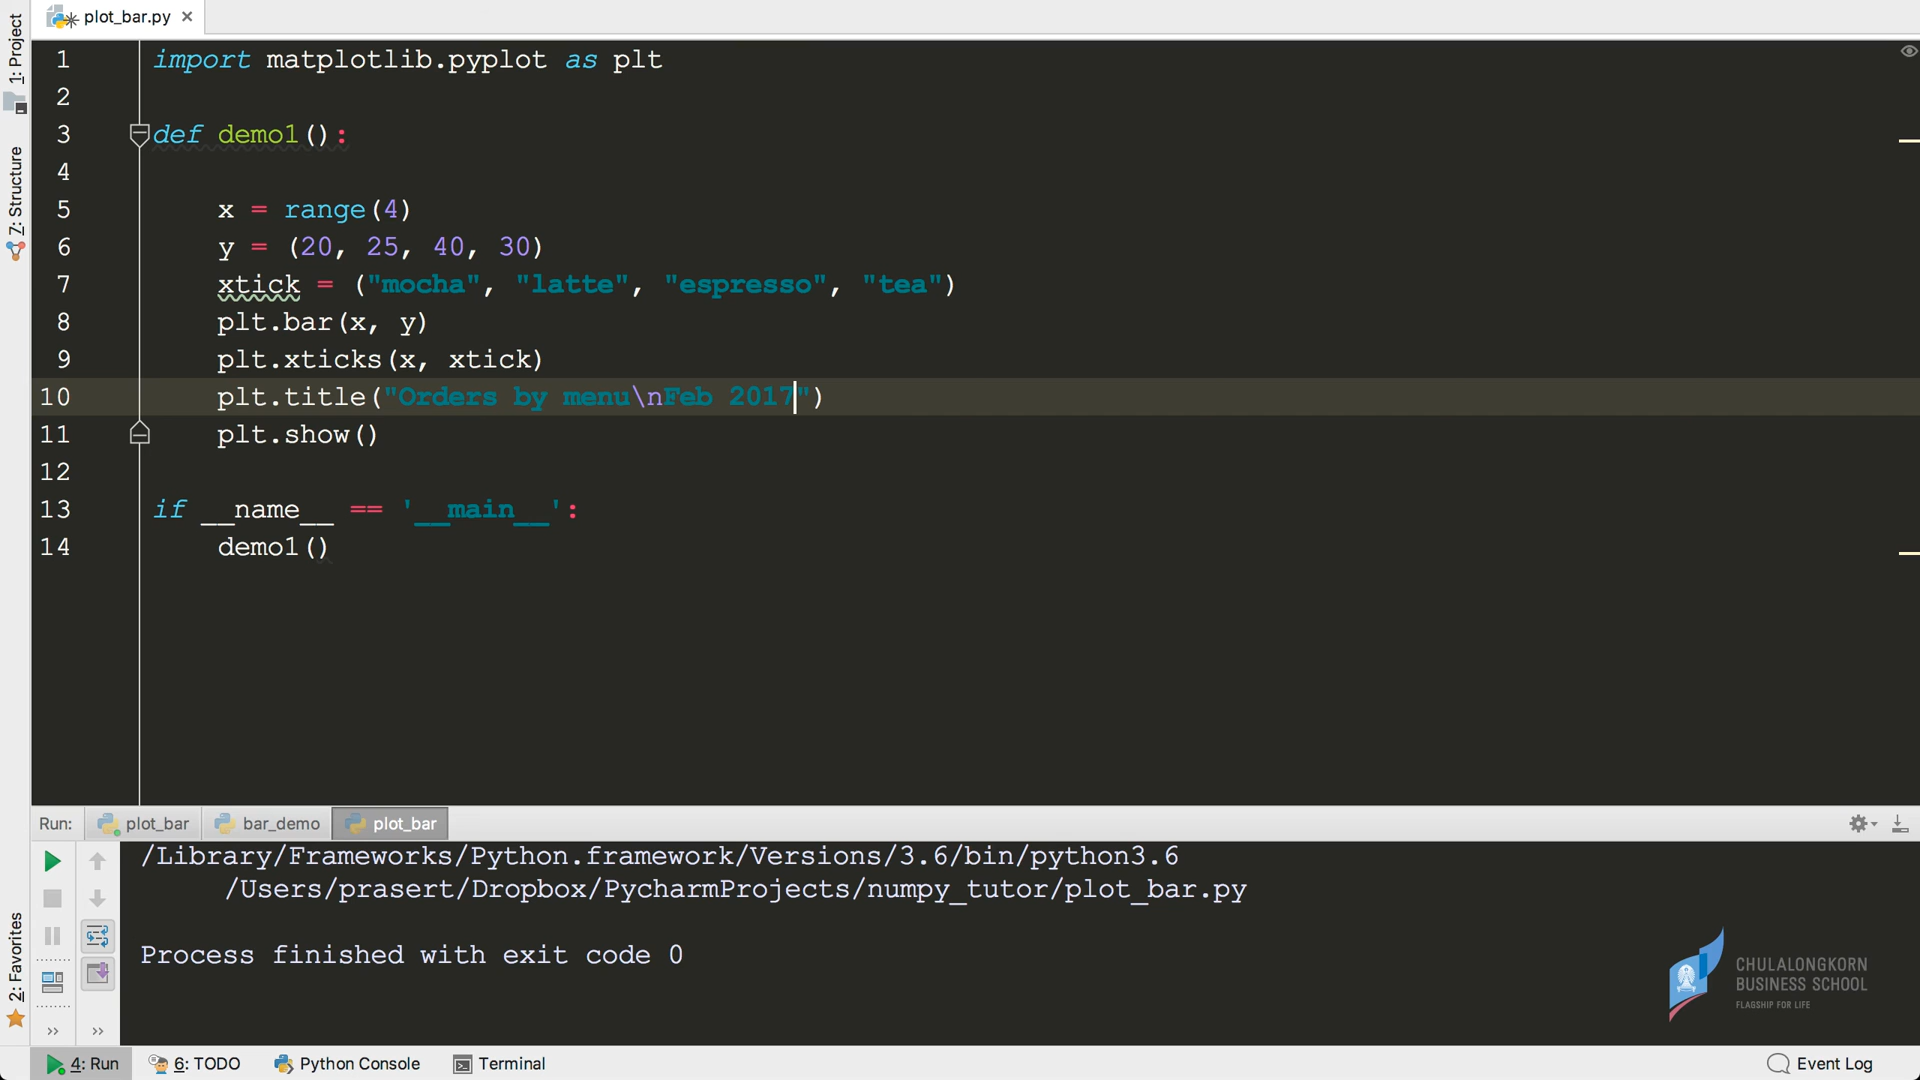 plot_bar.py
1: Project
Z: Structure
2: Favorites
1 import matplotlib.pyplot as plt
2
3 def demo1():
4
5     x = range(4)
6     y = (20, 25, 40, 30)
7     xtick = ("mocha", "latte", "espresso", "tea")
8     plt.bar(x, y)
9     plt.xticks(x, xtick)
10     plt.title("Orders by menu\nFeb 2017")
11     plt.show()
12
13 if __name__ == '__main__':
14     demo1()
Run: plot_bar bar_demo plot_bar
/Library/Frameworks/Python.framework/Versions/3.6/bin/python3.6
/Users/prasert/Dropbox/PycharmProjects/numpy_tutor/plot_bar.py
Process finished with exit code 0
CHULALONGKORN
BUSINESS SCHOOL
FLAGSHIP FOR LIFE
4: Run 6: TODO Python Console Terminal Event Log